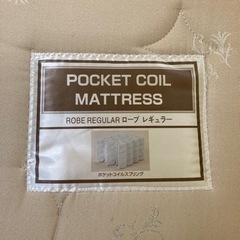 POCKET COIL
MATTRESS
ROBE REGULAR ローブ レギュラー
ポケットコイルスプリング